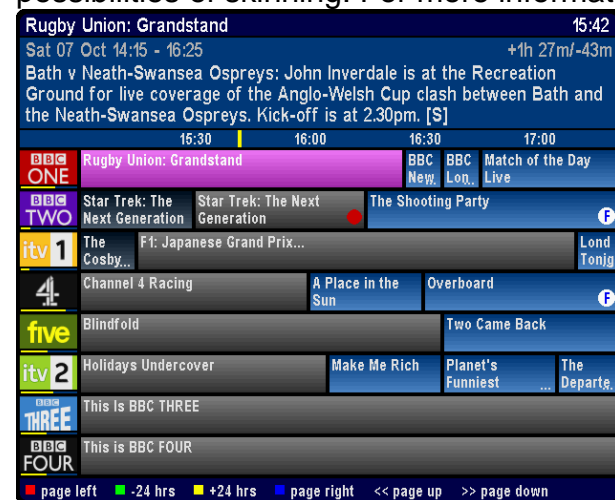 possibilities of skinning. For more informat
Rugby Union: Grandstand 15:42
Sat 07 Oct 14:15 - 16:25 +1h 27m/-43m
Bath v Neath-Swansea Ospreys: John Inverdale is at the Recreation
Ground for live coverage of the Anglo-Welsh Cup clash between Bath and
the Neath-Swansea Ospreys. Kick-off is at 2.30pm. [S]
15:30 16:00 16:30 17:00
BBC ONE Rugby Union: Grandstand BBC BBC Match of the Day
New. Lon.. Live
BBC TWO Star Trek: The Star Trek: The Next The Shooting Party
Next Generation Generation F
itv 1 The F1: Japanese Grand Prix... Lond
Cosby... Tonig
4 Channel 4 Racing A Place in the Overboard
Sun F
five Blindfold Two Came Back
itv 2 Holidays Undercover Make Me Rich Planet's The
Funniest ... Departe.
BBC THREE This Is BBC THREE
BBC FOUR This is BBC FOUR
page left -24 hrs +24 hrs page right << page up >> page down